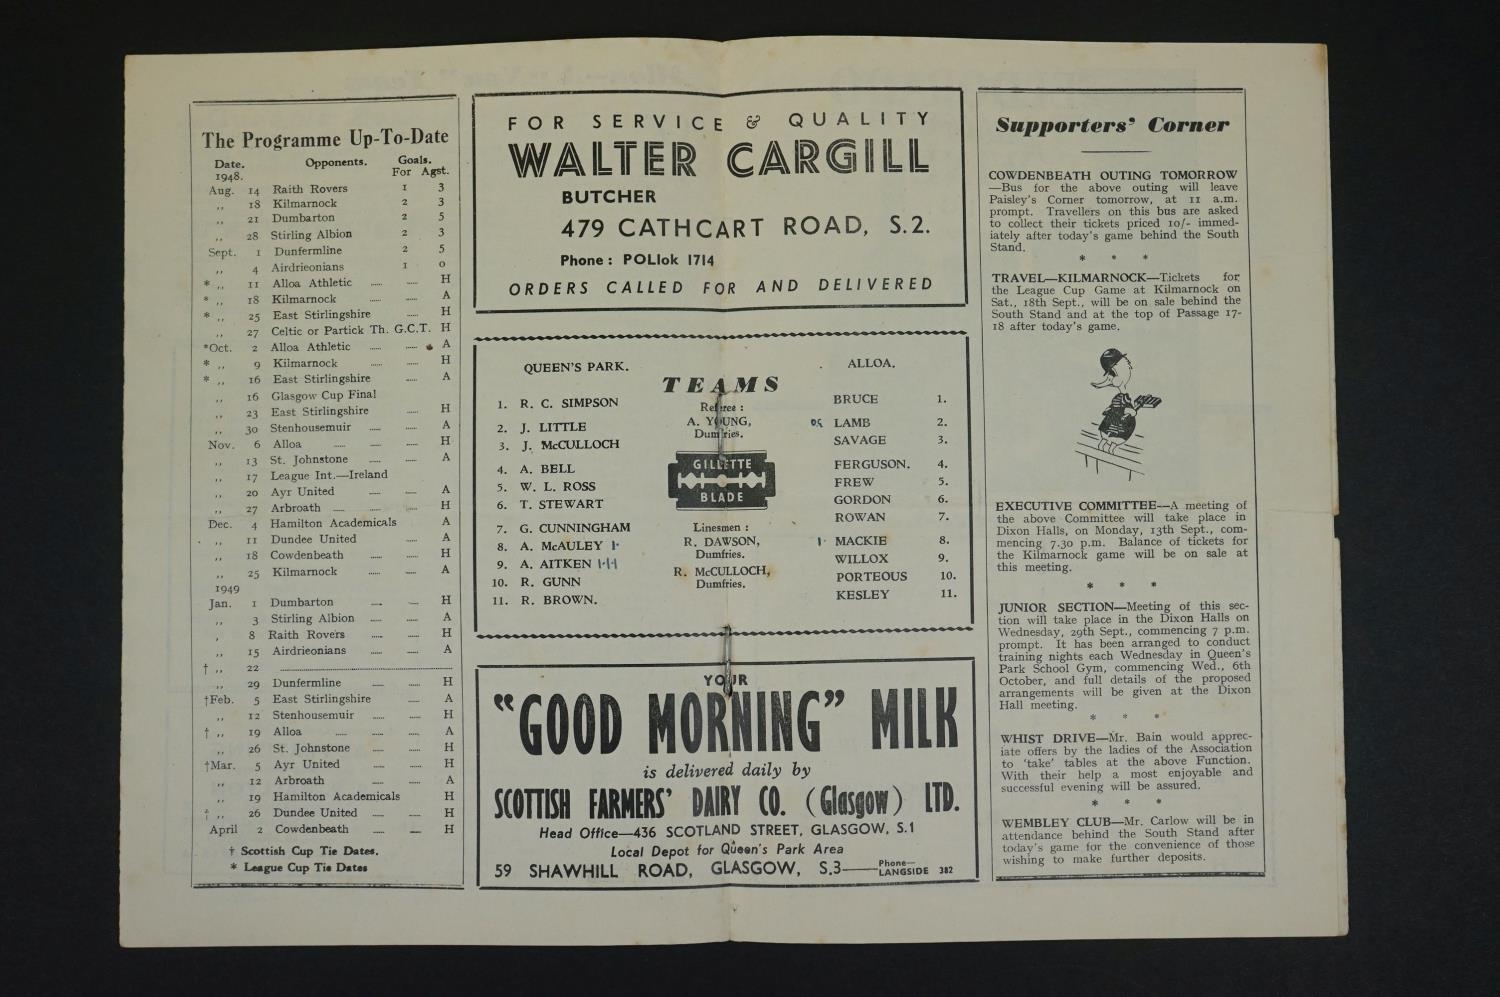 The Programme Up-To-Date
Date. Opponents. Goals.
1948. For Agst.
Aug. 14 Raith Rovers 1 3
,, 18 Kilmarnock 2 3
,, 21 Dumbarton 2 5
,, 28 Stirling Albion 2 3
Sept. 1 Dunfermline 2 5
,, 4 Airdrieonians 1 0
* ,, 11 Alloa Athletic ...... ...... H
* ,, 18 Kilmarnock ...... ...... A
* ,, 25 East Stirlingshire ...... H
,, 27 Celtic or Partick Th. G.C.T. H
*Oct. 2 Alloa Athletic ...... ...... A
* ,, 9 Kilmarnock ...... ...... H
* ,, 16 East Stirlingshire ...... A
,, 16 Glasgow Cup Final
,, 23 East Stirlingshire ...... H
,, 30 Stenhousemuir ...... ...... A
Nov. 6 Alloa ...... ...... ...... H
,, 13 St. Johnstone ...... ...... A
,, 17 League Int.—Ireland
,, 20 Ayr United ...... ...... A
,, 27 Arbroath ...... ...... ...... H
Dec. 4 Hamilton Academicals A
,, 11 Dundee United ...... ...... A
,, 18 Cowdenbeath ...... ...... H
,, 25 Kilmarnock ...... ...... A
1949
Jan. 1 Dumbarton ...... ...... H
,, 3 Stirling Albion ...... ...... A
, 8 Raith Rovers ...... ...... H
,, 15 Airdrieonians ...... ...... A
† ,, 22 ......
,, 29 Dunfermline ...... ...... H
†Feb. 5 East Stirlingshire ...... A
,, 12 Stenhousemuir ...... ...... H
† ,, 19 Alloa ...... ...... ...... A
,, 26 St. Johnstone ...... ...... H
†Mar. 5 Ayr United ...... ...... H
,, 12 Arbroath ...... ...... A
,, 19 Hamilton Academicals H
† ,, 26 Dundee United ...... ...... H
April 2 Cowdenbeath ...... ...... H
† Scottish Cup Tie Dates.
* League Cup Tie Dates
FOR SERVICE & QUALITY
WALTER CARGILL
BUTCHER
479 CATHCART ROAD, S.2.
Phone : POLlok 1714
ORDERS CALLED FOR AND DELIVERED
QUEEN'S PARK. ALLOA.
TEAMS
1. R. C. SIMPSON
2. J. LITTLE
3. J. McCULLOCH
4. A. BELL
5. W. L. ROSS
6. T. STEWART
7. G. CUNNINGHAM
8. A. McAULEY 1·
9. A. AITKEN 1·1·1
10. R. GUNN
11. R. BROWN.
Referee :
A. YOUNG,
Dumfries.
GILLETTE
BLADE
Linesmen :
R. DAWSON,
Dumfries.
R. McCULLOCH,
Dumfries.
BRUCE 1.
LAMB 2.
SAVAGE 3.
FERGUSON. 4.
FREW 5.
GORDON 6.
ROWAN 7.
1· MACKIE 8.
WILLOX 9.
PORTEOUS 10.
KESLEY 11.
YOUR
"GOOD MORNING" MILK
is delivered daily by
SCOTTISH FARMERS' DAIRY CO. (Glasgow) LTD.
Head Office—436 SCOTLAND STREET, GLASGOW, S.1
Local Depot for Queen's Park Area
59 SHAWHILL ROAD, GLASGOW, S.3——Phone—
LANGSIDE 382
Supporters' Corner
COWDENBEATH OUTING TOMORROW
—Bus for the above outing will leave
Paisley's Corner tomorrow, at 11 a.m.
prompt. Travellers on this bus are asked
to collect their tickets priced 10/- immed-
iately after today's game behind the South
Stand.
* * *
TRAVEL—KILMARNOCK—Tickets for
the League Cup Game at Kilmarnock on
Sat., 18th Sept., will be on sale behind the
South Stand and at the top of Passage 17-
18 after today's game.
EXECUTIVE COMMITTEE—A meeting of
the above Committee will take place in
Dixon Halls, on Monday, 13th Sept., com-
mencing 7.30 p.m. Balance of tickets for
the Kilmarnock game will be on sale at
this meeting.
* * *
JUNIOR SECTION—Meeting of this sec-
tion will take place in the Dixon Halls on
Wednesday, 29th Sept., commencing 7 p.m.
prompt. It has been arranged to conduct
training nights each Wednesday in Queen's
Park School Gym, commencing Wed., 6th
October, and full details of the proposed
arrangements will be given at the Dixon
Hall meeting.
* * *
WHIST DRIVE—Mr. Bain would apprec-
iate offers by the ladies of the Association
to 'take' tables at the above Function.
With their help a most enjoyable and
successful evening will be assured.
* * *
WEMBLEY CLUB—Mr. Carlow will be in
attendance behind the South Stand after
today's game for the convenience of those
wishing to make further deposits.